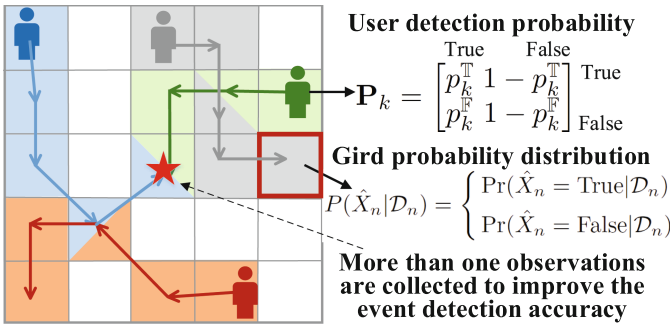 User detection probability
True False
P_k = [p_k^𝕋 1 − p_k^𝕋] True
[p_k^𝔽 1 − p_k^𝔽] False
Gird probability distribution
P(X̂_n|𝒟_n) = { Pr(X̂_n = True|𝒟_n)
Pr(X̂_n = False|𝒟_n)
More than one observations
are collected to improve the
event detection accuracy